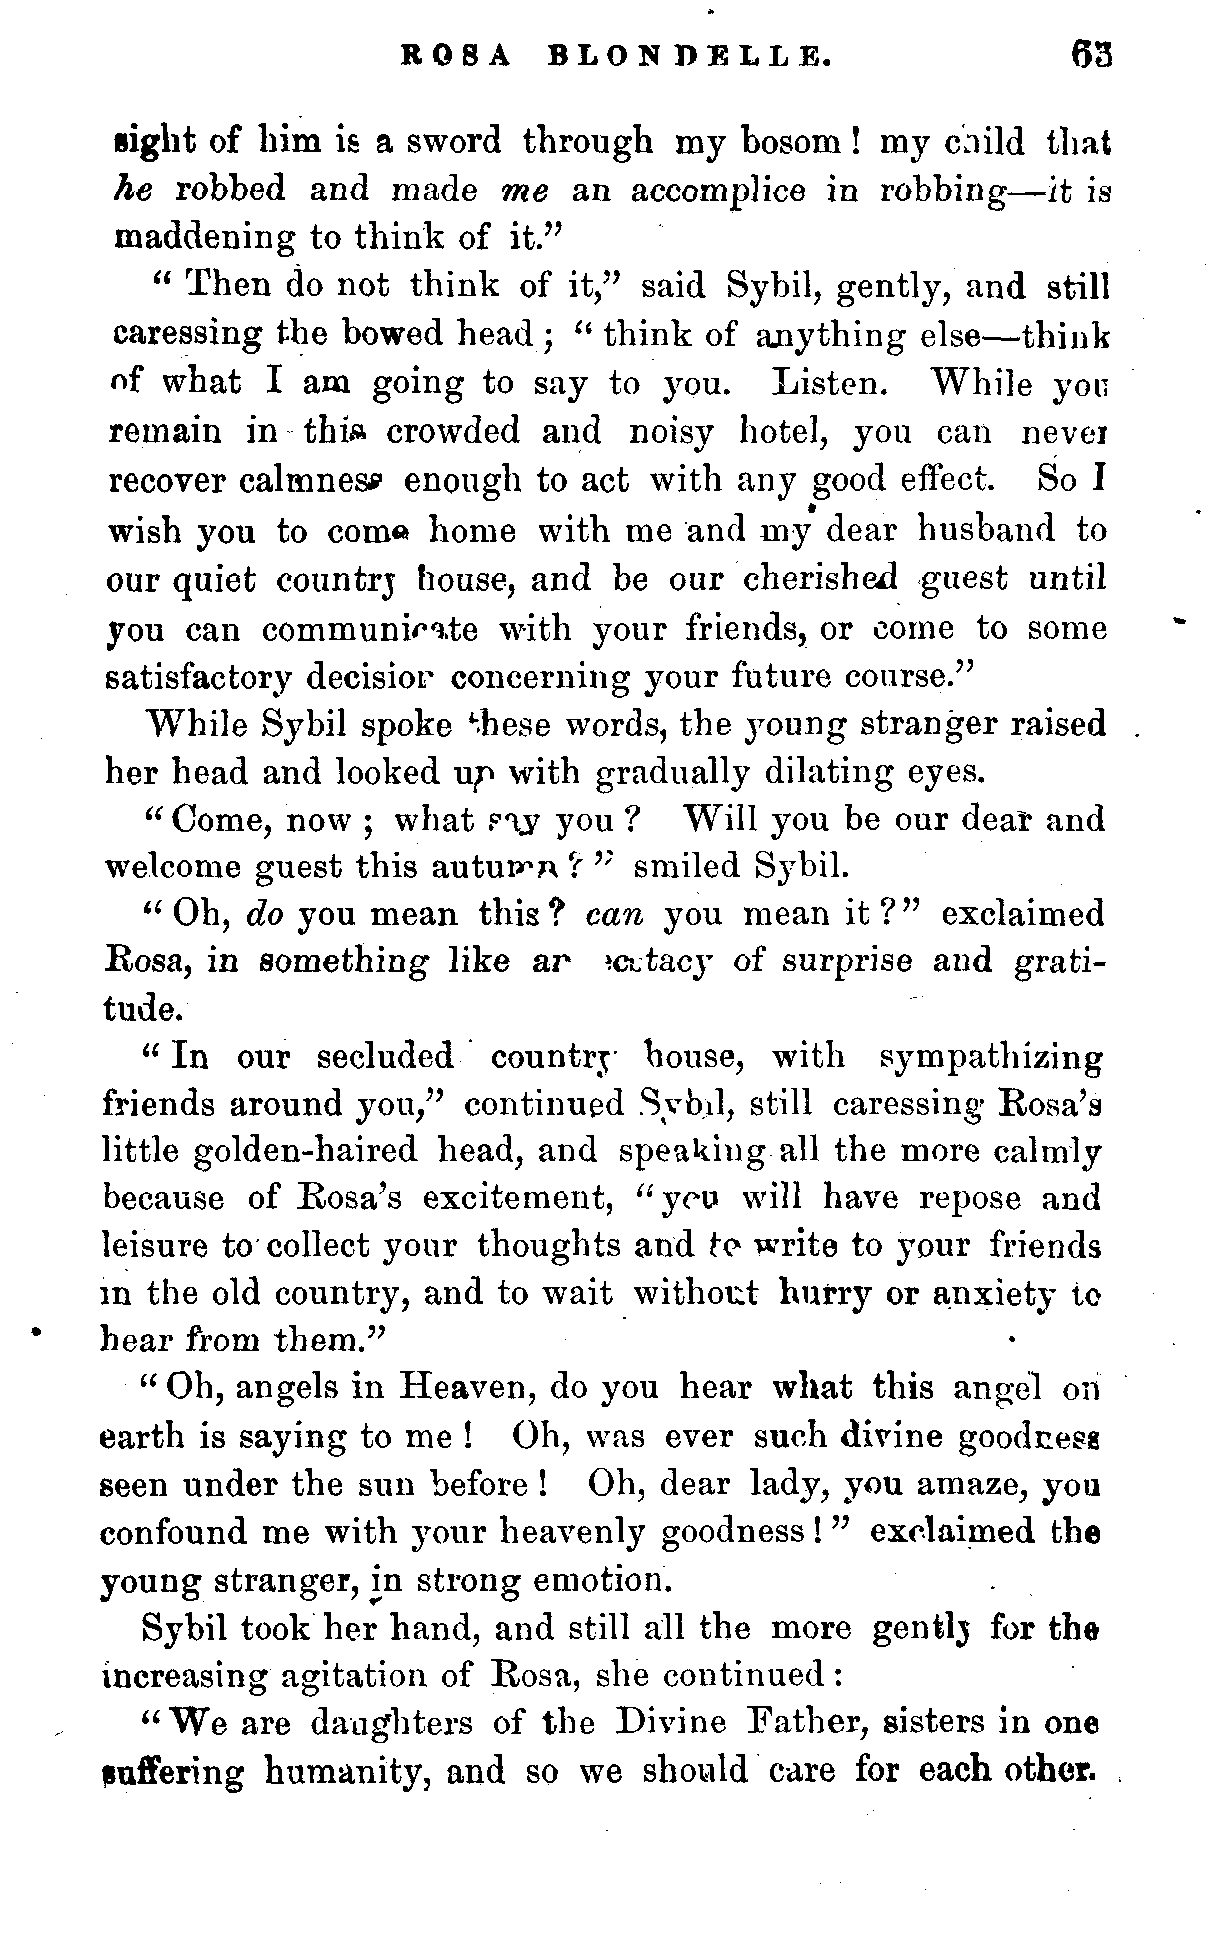 ROSA BLONDELLE. 63
sight of him is a sword through my bosom! my child that
he robbed and made me an accomplice in robbing—it is
maddening to think of it.”
“Then do not think of it,” said Sybil, gently, and still
caressing the bowed head; “think of anything else—think
of what I am going to say to you. Listen. While you
remain in this crowded and noisy hotel, you can never
recover calmness enough to act with any good effect. So I
wish you to come home with me and my dear husband to
our quiet country house, and be our cherished guest until
you can communicate with your friends, or come to some
satisfactory decision concerning your future course.”
While Sybil spoke these words, the young stranger raised
her head and looked up with gradually dilating eyes.
“Come, now; what say you? Will you be our dear and
welcome guest this autumn?” smiled Sybil.
“Oh, do you mean this? can you mean it?” exclaimed
Rosa, in something like an ecstacy of surprise and grati-
tude.
“In our secluded country house, with sympathizing
friends around you,” continued Sybil, still caressing Rosa’s
little golden-haired head, and speaking all the more calmly
because of Rosa’s excitement, “you will have repose and
leisure to collect your thoughts and to write to your friends
in the old country, and to wait without hurry or anxiety to
hear from them.”
“Oh, angels in Heaven, do you hear what this angel on
earth is saying to me! Oh, was ever such divine goodness
seen under the sun before! Oh, dear lady, you amaze, you
confound me with your heavenly goodness!” exclaimed the
young stranger, in strong emotion.
Sybil took her hand, and still all the more gently for the
increasing agitation of Rosa, she continued:
“We are daughters of the Divine Father, sisters in one
suffering humanity, and so we should care for each other.